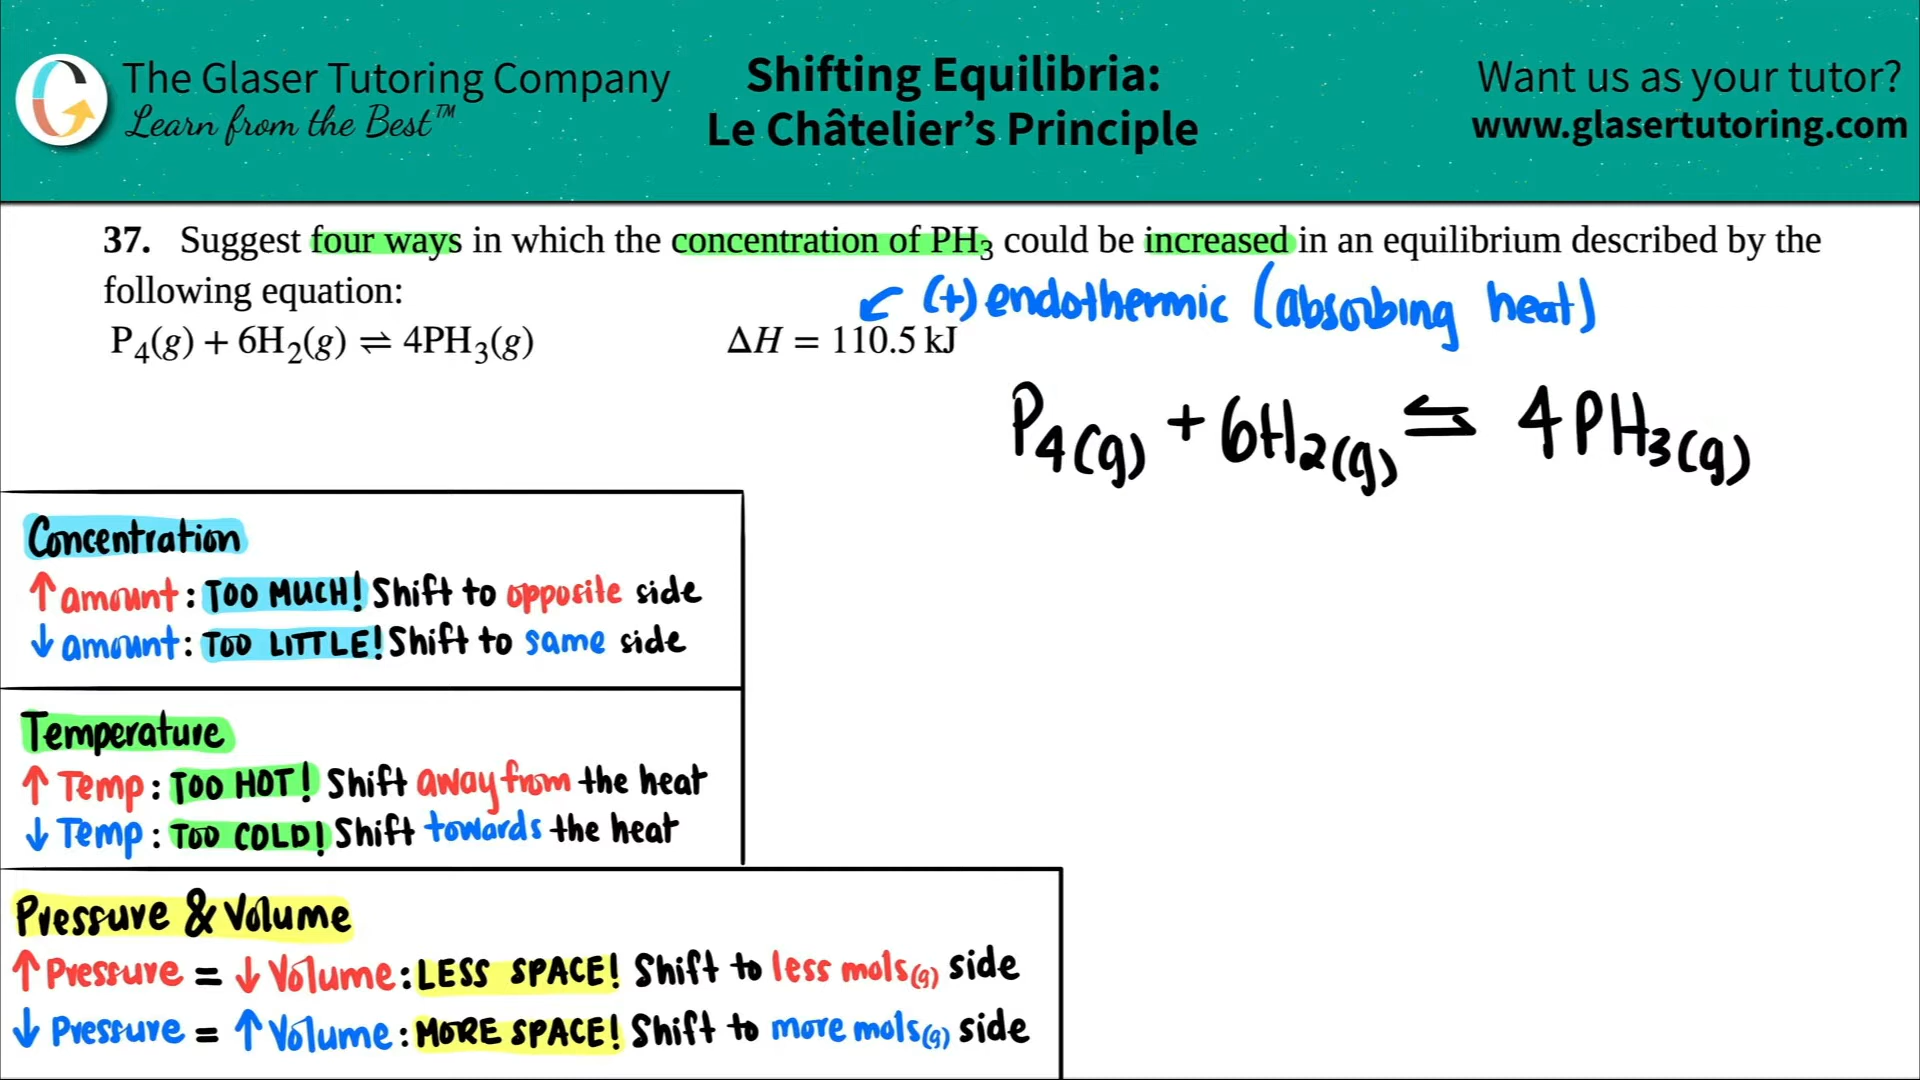 The Glaser Tutoring Company
Learn from the Best™
Shifting Equilibria:
Le Châtelier’s Principle
Want us as your tutor?
www.glasertutoring.com
37. Suggest four ways in which the concentration of PH₃ could be increased in an equilibrium described by the
following equation:
(+) endothermic (absorbing heat)
P₄(g) + 6H₂(g) ⇌ 4PH₃(g) ΔH = 110.5 kJ
P₄(g) + 6H₂(g) ⇆ 4PH₃(g)
Concentration
↑ amount: TOO MUCH! Shift to opposite side
↓ amount: TOO LITTLE! Shift to same side
Temperature
↑ Temp: TOO HOT! Shift away from the heat
↓ Temp: TOO COLD! Shift towards the heat
Pressure & Volume
↑ Pressure = ↓ Volume: LESS SPACE! Shift to less mols(g) side
↓ Pressure = ↑ Volume: MORE SPACE! Shift to more mols(g) side